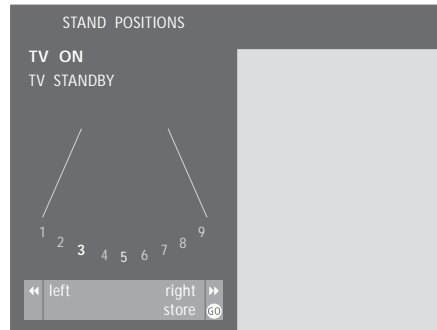 STAND POSITIONS
TV ON
TV STANDBY
1 2 3 4 5 6 7 8 9
left right
store GO